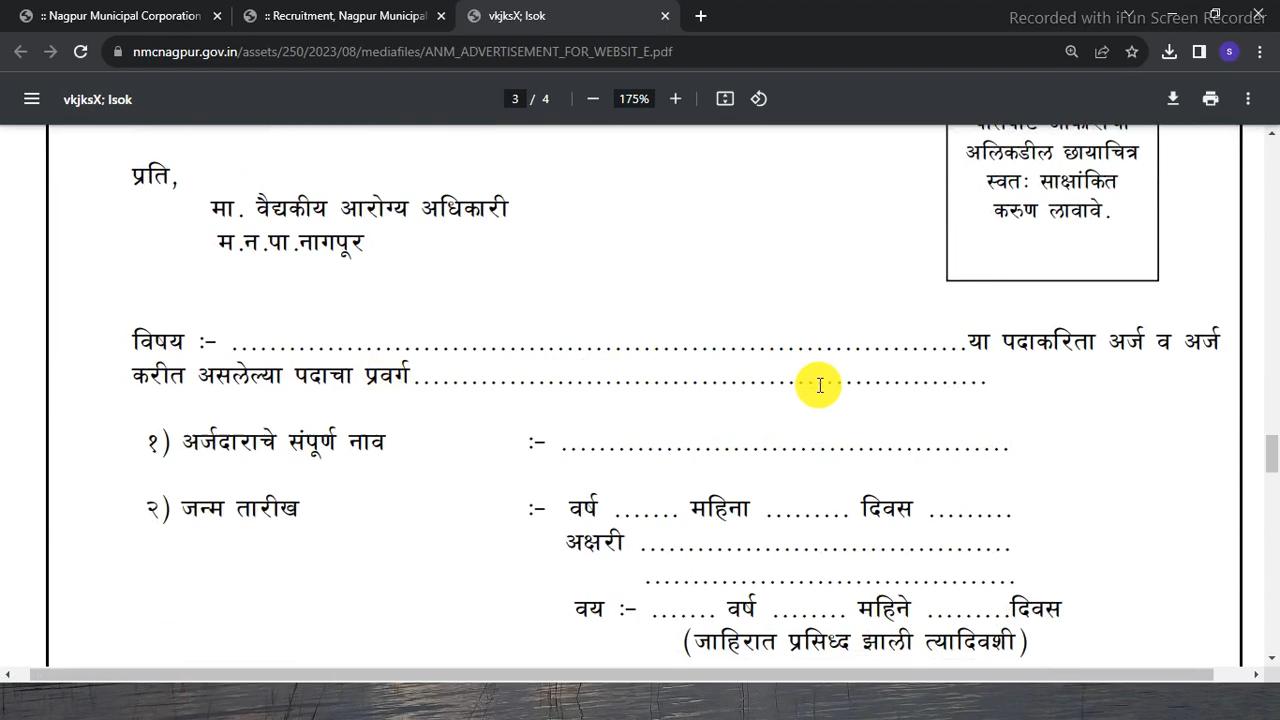 :: Nagpur Municipal Corporation
:: Recruitment, Nagpur Municipal
vkjksX; Isok
Recorded with iFun Screen Recorder
nmcnagpur.gov.in/assets/250/2023/08/mediafiles/ANM_ADVERTISEMENT_FOR_WEBSIT_E.pdf
S
vkjksX; Isok
3 / 4
175%
अलिकडील छायाचित्र
स्वतः साक्षांकित
करुण लावावे.
प्रति,
मा. वैद्यकीय आरोग्य अधिकारी
म.न.पा.नागपूर
विषय :- ............................................................या पदाकरिता अर्ज व अर्ज
करीत असलेल्या पदाचा प्रवर्ग...............................................
१) अर्जदाराचे संपूर्ण नाव :- ......................................
२) जन्म तारीख :- वर्ष ....... महिना ......... दिवस .........
अक्षरी ................................
................................
वय :- ....... वर्ष ........ महिने .........दिवस
(जाहिरात प्रसिध्द झाली त्यादिवशी)